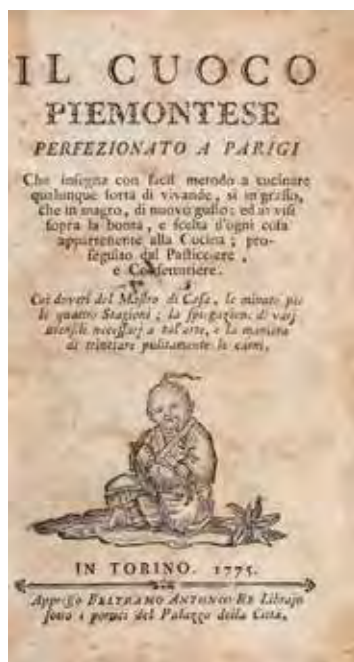 IL CUOCO
PIEMONTESE
PERFEZIONATO A PARIGI
Che insegna con facil metodo a cucinare
qualunque sorta di vivande, sì in grasso,
che in magro, di nuovo gusto; ed avvisi
sopra la bontà, e scelta d'ogni cosa
appartenente alla Cucina; pro-
seguito dal Pasticciere,
e Confetturiere.
Coi doveri del Mastro di Casa, le minute per
le quattro Stagioni; la spiegazione di varj
utensili necessarj a tal'arte, e la maniera
di trinciare pulitamente le carni.
IN TORINO. 1775.
Appresso BELTRAMO ANTONIO RE Librajo
sotto i portici del Palazzo della Città.